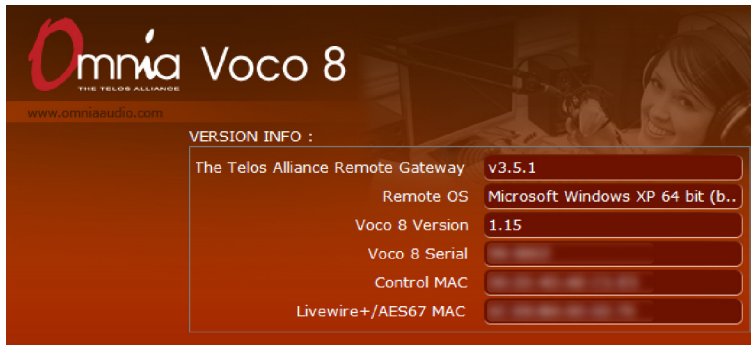 Omnia Voco 8
THE TELOS ALLIANCE
www.omniaaudio.com
VERSION INFO :
The Telos Alliance Remote Gateway v3.5.1
Remote OS Microsoft Windows XP 64 bit (b..
Voco 8 Version 1.15
Voco 8 Serial
Control MAC
Livewire+/AES67 MAC